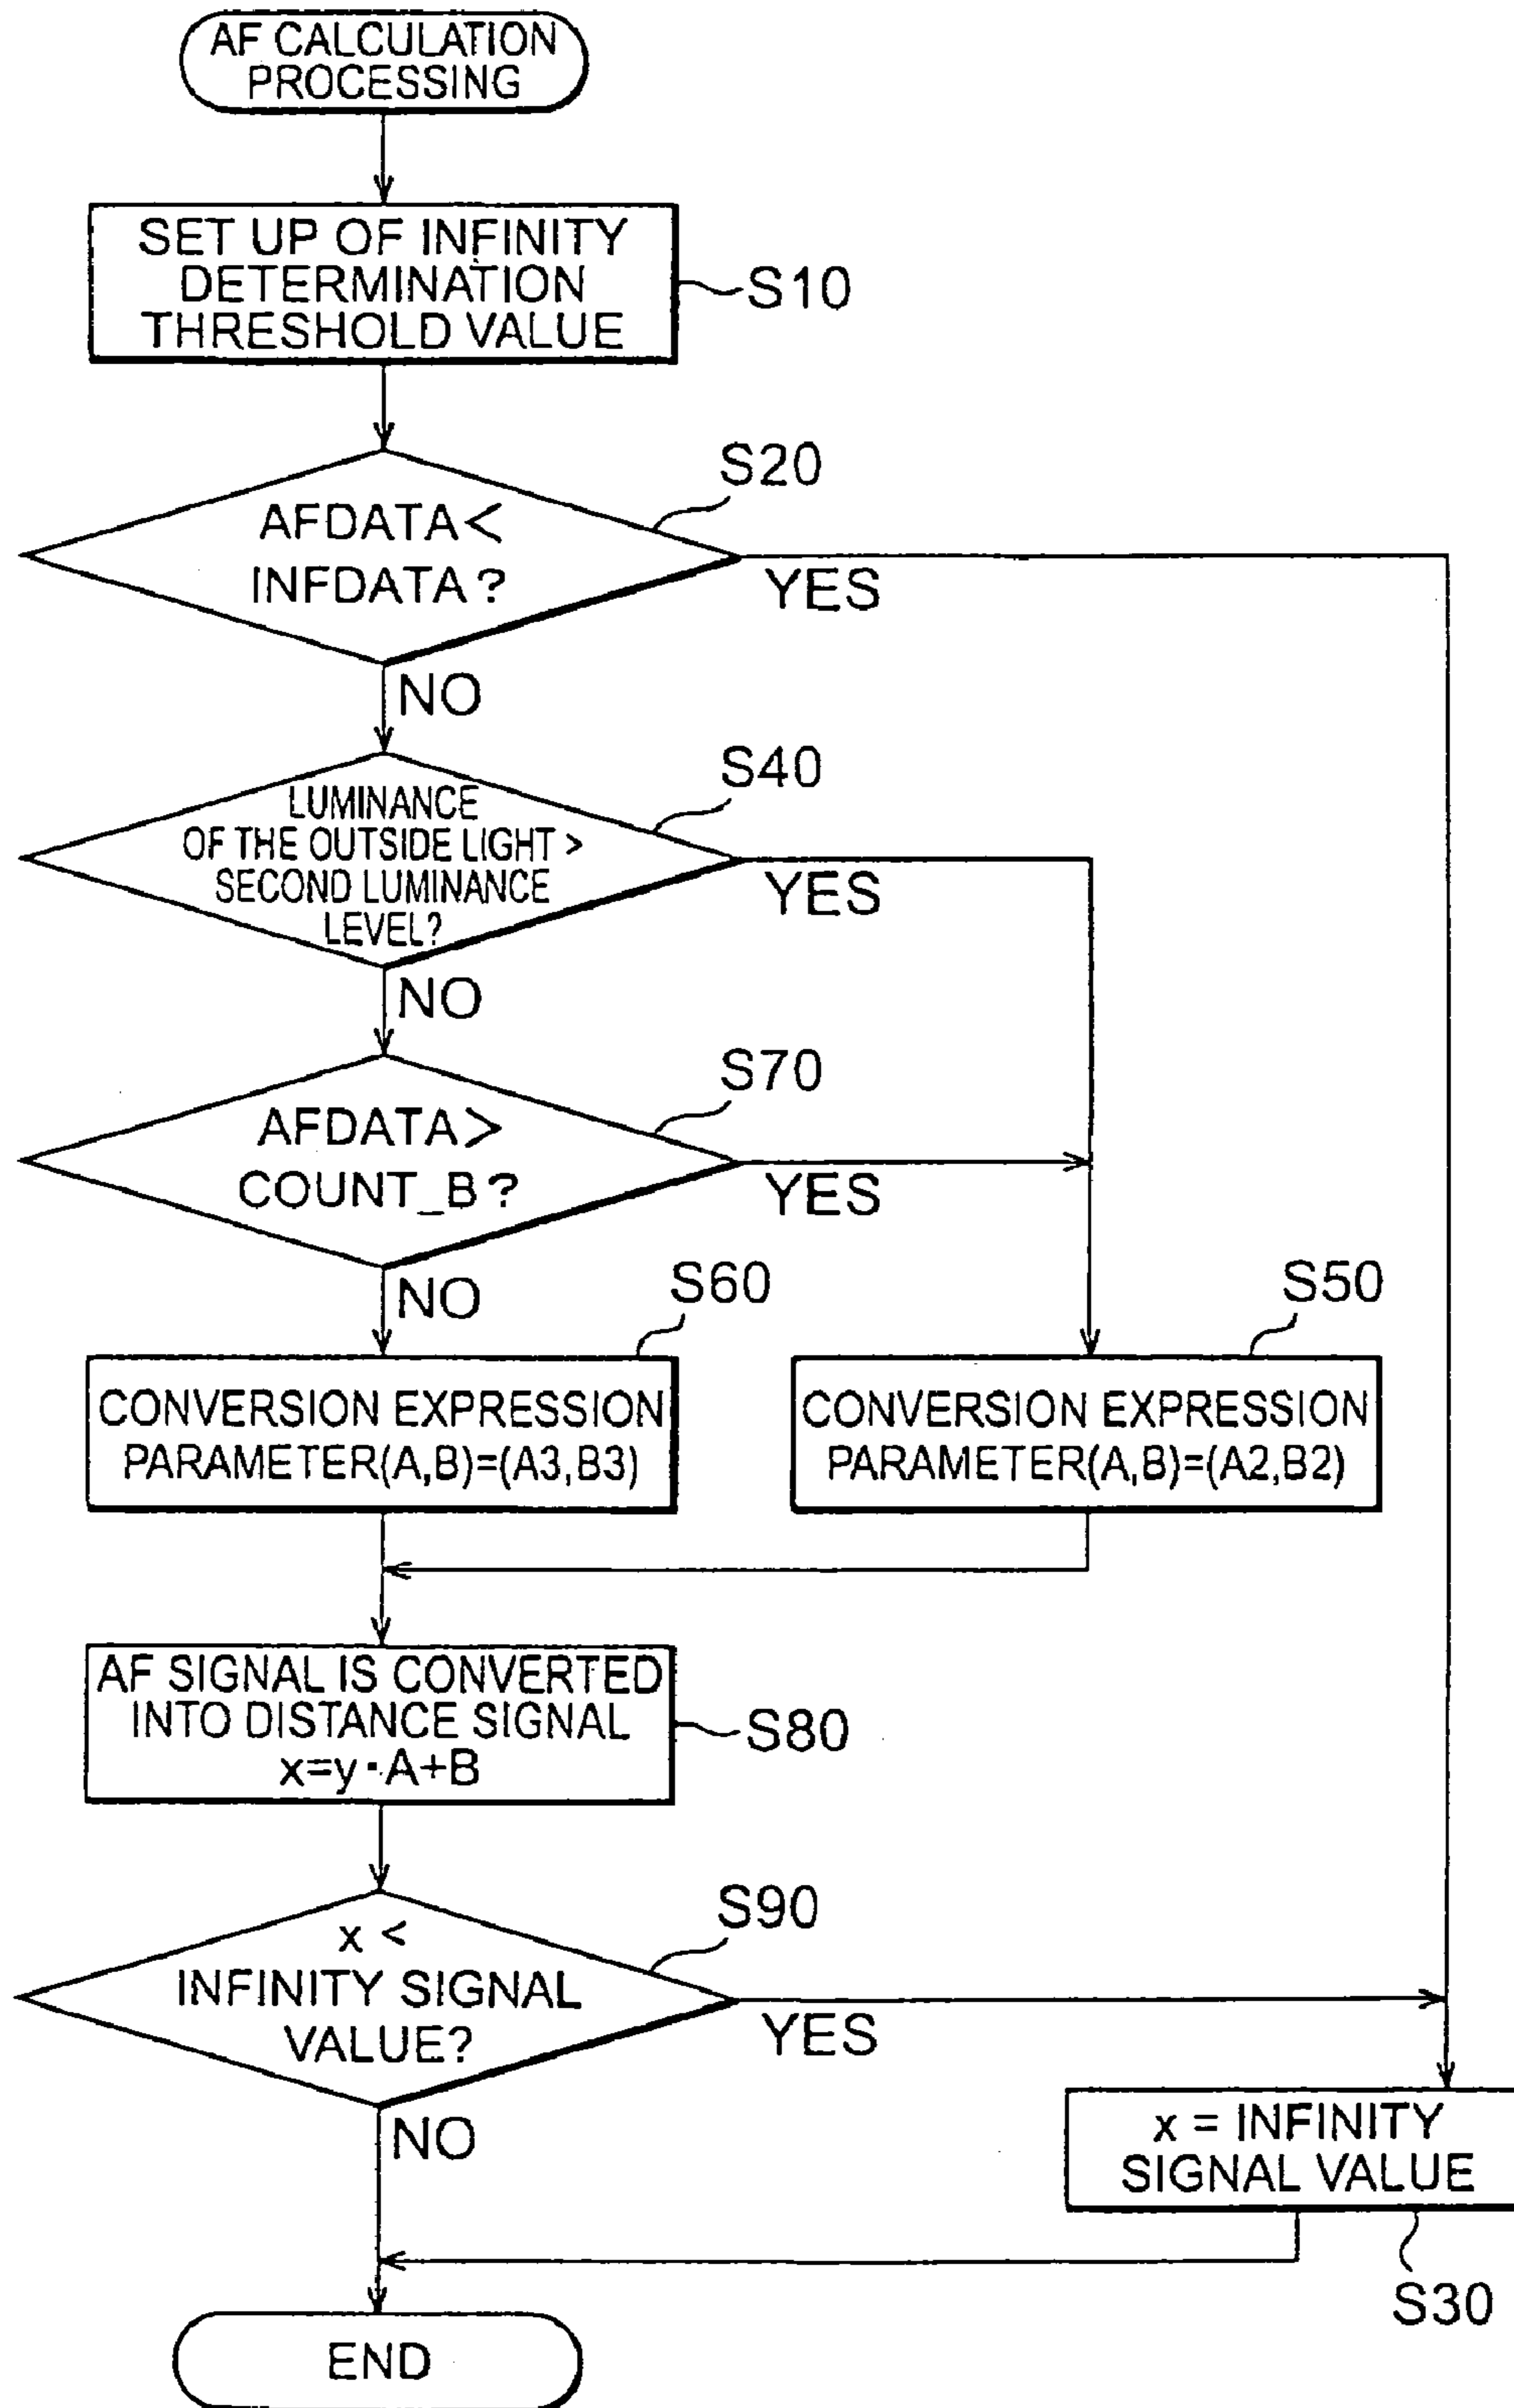 AF CALCULATION
PROCESSING
SET UP OF INFINITY
DETERMINATION
THRESHOLD VALUE
S10
S20
AFDATA<
INFDATA?
YES
NO
S40
LUMINANCE
OF THE OUTSIDE LIGHT >
SECOND LUMINANCE
LEVEL?
YES
NO
S70
AFDATA>
COUNT_B?
YES
NO
S60
S50
CONVERSION EXPRESSION
PARAMETER(A,B)=(A3,B3)
CONVERSION EXPRESSION
PARAMETER(A,B)=(A2,B2)
AF SIGNAL IS CONVERTED
INTO DISTANCE SIGNAL
x=y·A+B
S80
S90
x <
INFINITY SIGNAL
VALUE?
YES
NO
x = INFINITY
SIGNAL VALUE
S30
END